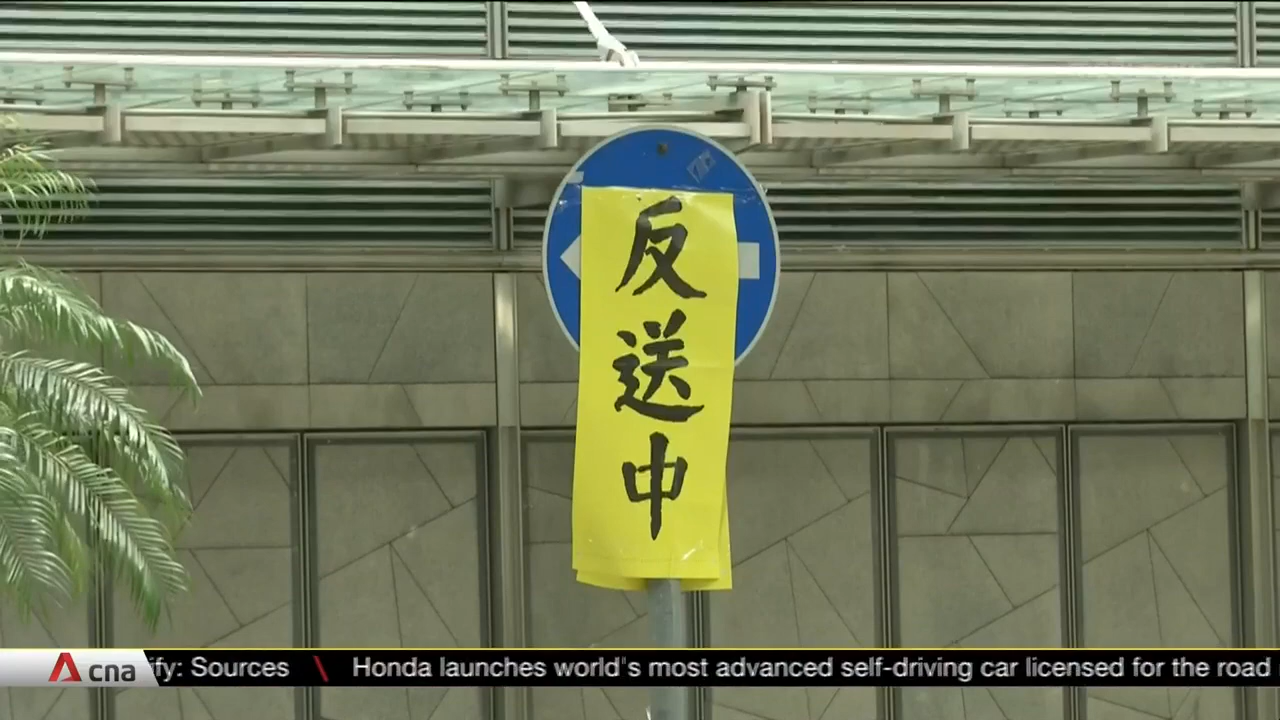 反
送
中
cna
ify: Sources \ Honda launches world's most advanced self-driving car licensed for the road